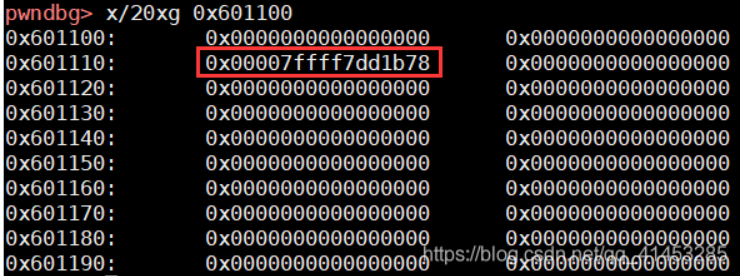 pwndbg> x/20xg 0x601100
0x601100: 0x0000000000000000 0x0000000000000000
0x601110: 0x00007ffff7dd1b78 0x0000000000000000
0x601120: 0x0000000000000000 0x0000000000000000
0x601130: 0x0000000000000000 0x0000000000000000
0x601140: 0x0000000000000000 0x0000000000000000
0x601150: 0x0000000000000000 0x0000000000000000
0x601160: 0x0000000000000000 0x0000000000000000
0x601170: 0x0000000000000000 0x0000000000000000
0x601180: 0x0000000000000000 0x0000000000000000
https://blog.csdn.net/qq_41453285
0x601190: 0x0000000000000000 0x0000000000000000